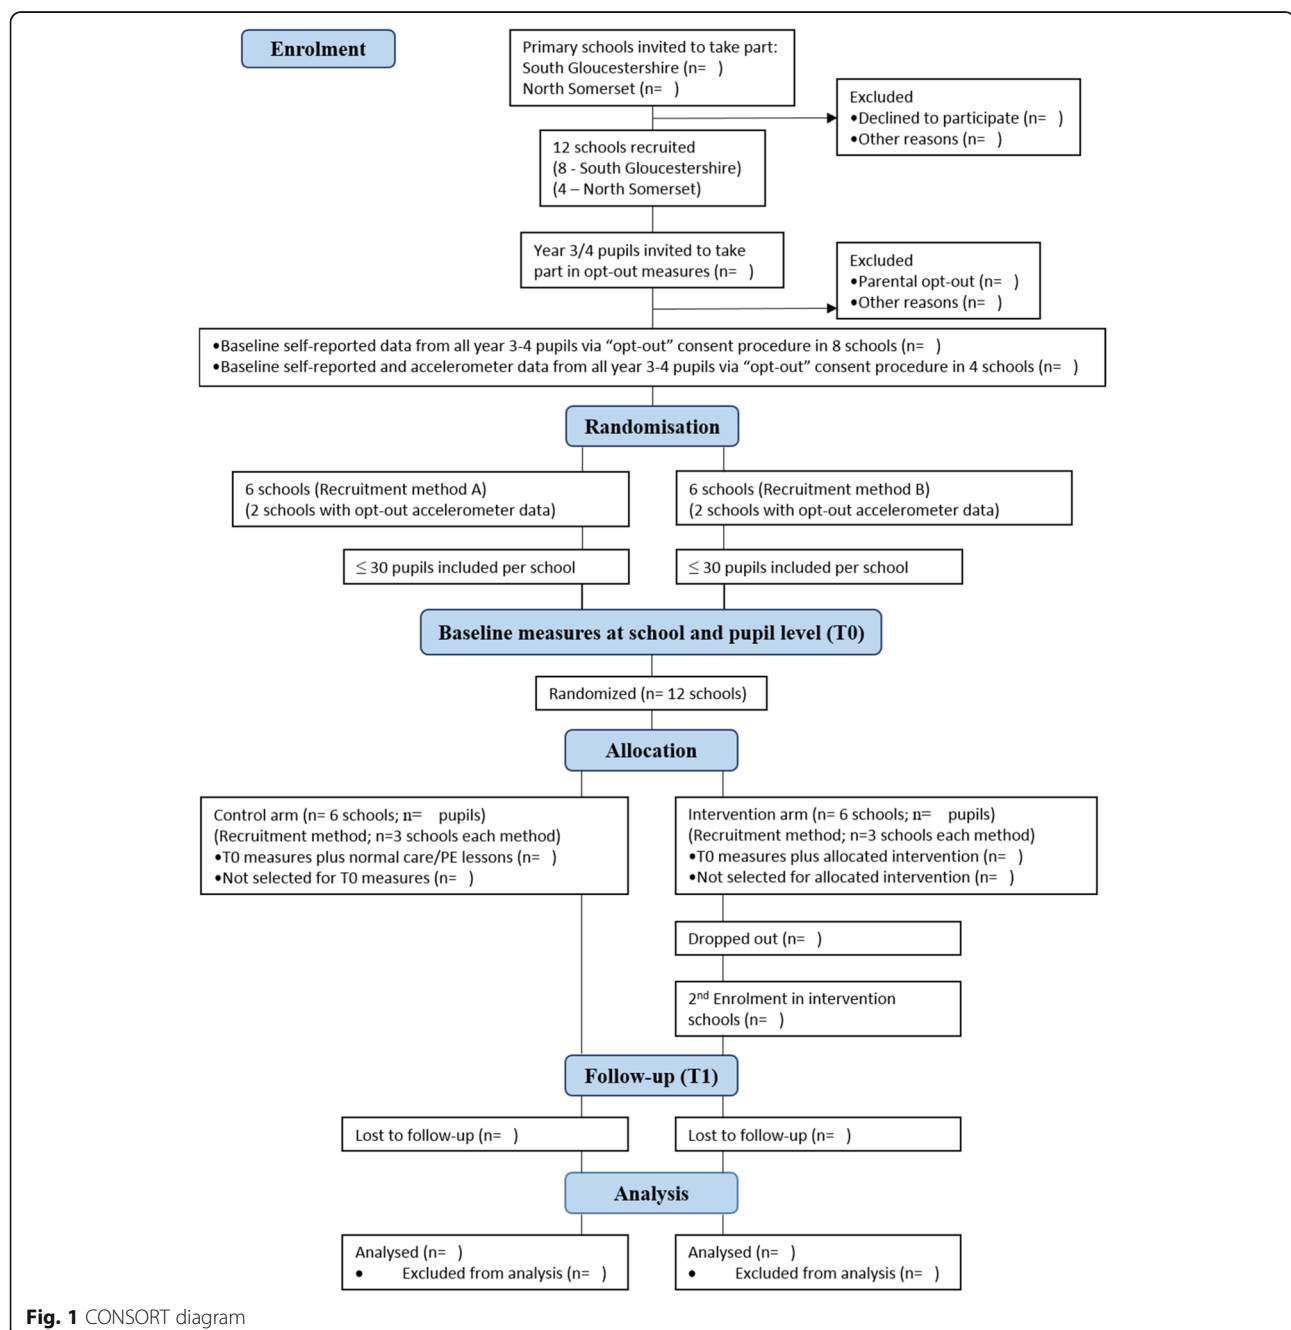 Enrolment
Primary schools invited to take part:
South Gloucestershire (n=   )
North Somerset (n=   )
Excluded
•Declined to participate (n=   )
•Other reasons (n=   )
12 schools recruited
(8 - South Gloucestershire)
(4 – North Somerset)
Year 3/4 pupils invited to take
part in opt-out measures (n=   )
Excluded
•Parental opt-out (n=   )
•Other reasons (n=   )
•Baseline self-reported data from all year 3-4 pupils via “opt-out” consent procedure in 8 schools (n=   )
•Baseline self-reported and accelerometer data from all year 3-4 pupils via “opt-out” consent procedure in 4 schools (n=   )
Randomisation
6 schools (Recruitment method A)
(2 schools with opt-out accelerometer data)
6 schools (Recruitment method B)
(2 schools with opt-out accelerometer data)
≤ 30 pupils included per school
≤ 30 pupils included per school
Baseline measures at school and pupil level (T0)
Randomized (n= 12 schools)
Allocation
Control arm (n= 6 schools; n=    pupils)
(Recruitment method; n=3 schools each method)
•T0 measures plus normal care/PE lessons (n=   )
•Not selected for T0 measures (n=   )
Intervention arm (n= 6 schools; n=    pupils)
(Recruitment method; n=3 schools each method)
•T0 measures plus allocated intervention (n=   )
•Not selected for allocated intervention (n=   )
Dropped out (n=   )
2nd Enrolment in intervention
schools (n=   )
Follow-up (T1)
Lost to follow-up (n=   )
Lost to follow-up (n=   )
Analysis
Analysed (n=   )
• Excluded from analysis (n=   )
Analysed (n=   )
• Excluded from analysis (n=   )
Fig. 1 CONSORT diagram